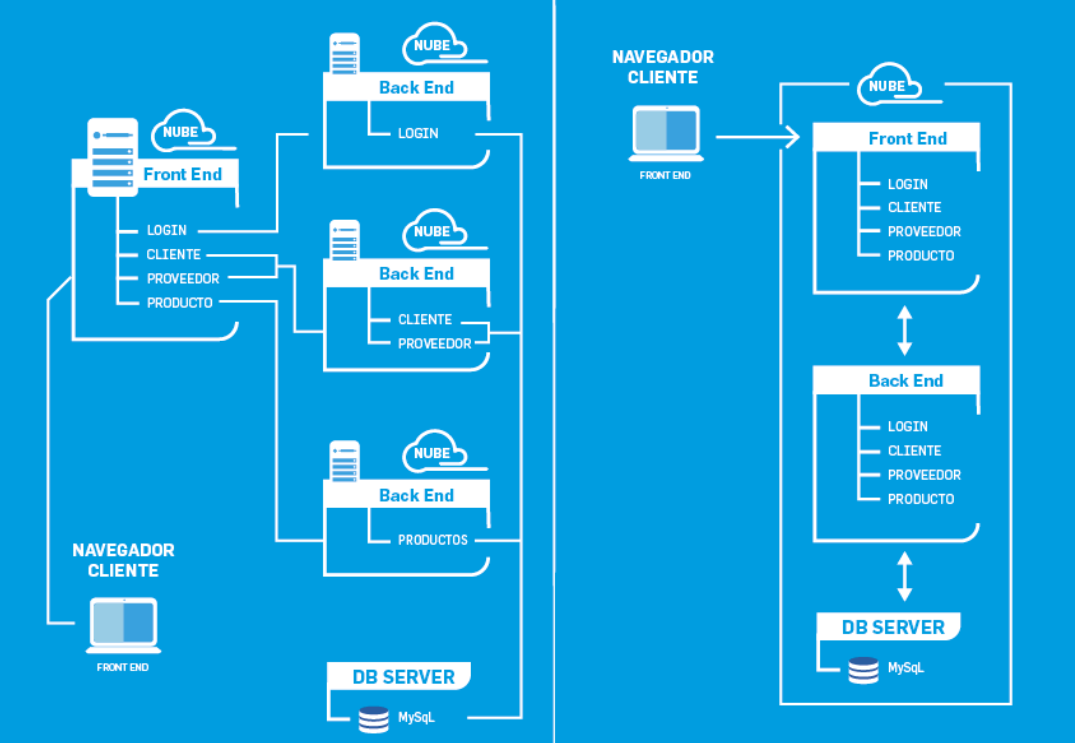 NUBE
Front End
LOGIN
CLIENTE
PROVEEDOR
PRODUCTO
NAVEGADOR
CLIENTE
FRONT END
NUBE
Back End
LOGIN
NUBE
Back End
CLIENTE
PROVEEDOR
NUBE
Back End
PRODUCTOS
DB SERVER
MySqL
NAVEGADOR
CLIENTE
FRONT END
NUBE
Front End
LOGIN
CLIENTE
PROVEEDOR
PRODUCTO
Back End
LOGIN
CLIENTE
PROVEEDOR
PRODUCTO
DB SERVER
MySqL